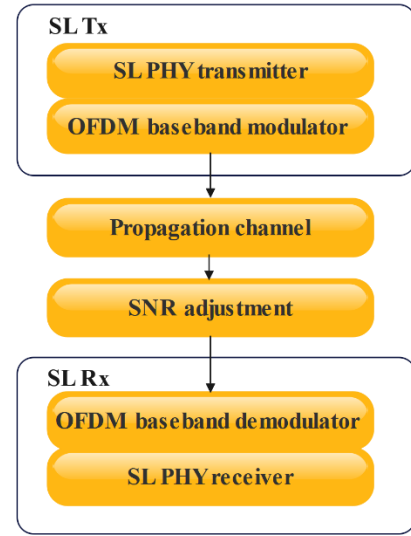 SL Tx
SL PHY transmitter
OFDM baseband modulator
Propagation channel
SNR adjustment
SL Rx
OFDM baseband demodulator
SL PHY receiver